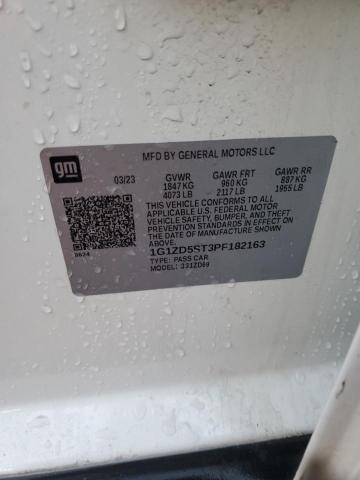 gm
MFD BY GENERAL MOTORS LLC
03/23 GVWR GAWR FRT GAWR RR
1847 KG 960 KG 887 KG
4073 LB 2117 LB 1955 LB
THIS VEHICLE CONFORMS TO ALL
APPLICABLE U.S. FEDERAL MOTOR
VEHICLE SAFETY, BUMPER, AND THEFT
PREVENTION STANDARDS IN EFFECT ON
THE DATE OF MANUFACTURE SHOWN ABOVE.
1G1ZD5ST3PF182163
TYPE: PASS CAR
MODEL: 331ZD69
0624